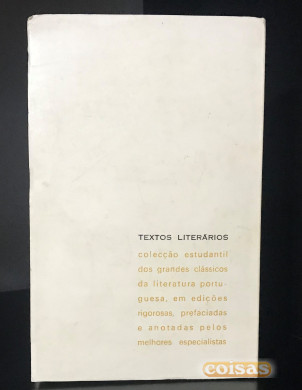 TEXTOS LITERÁRIOS
colecção estudantil
dos grandes clássicos
da literatura portu-
guesa, em edições
rigorosas, prefaciadas
e anotadas pelos
melhores especialistas
coisas